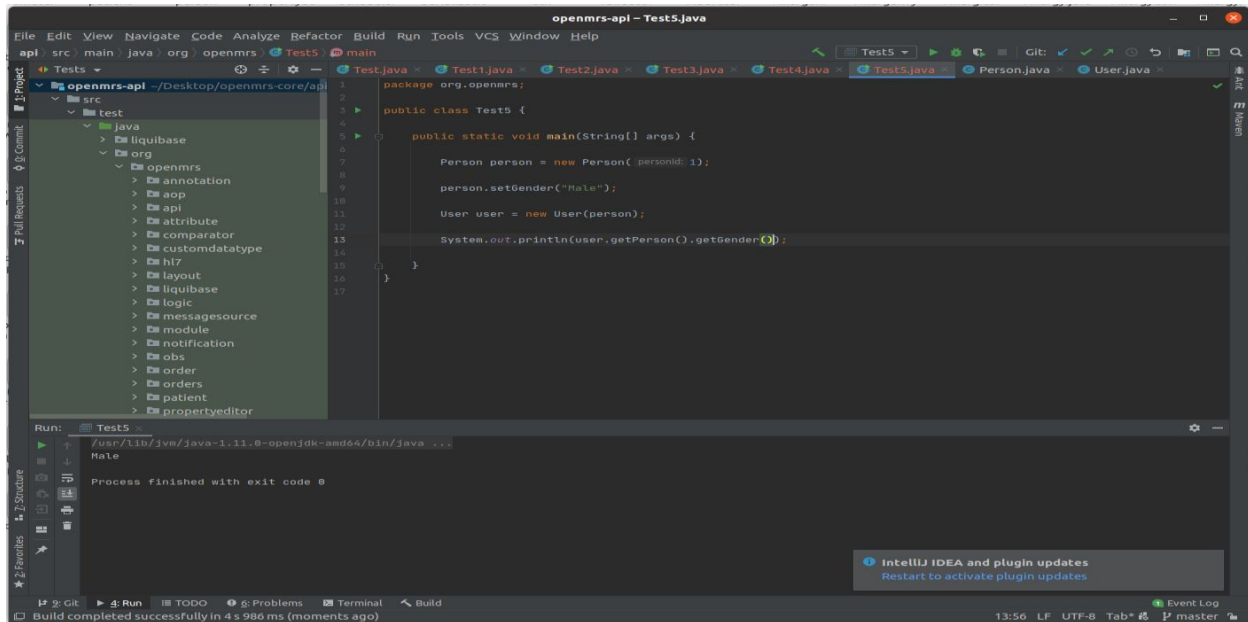 openmrs-api – Test5.java
File Edit View Navigate Code Analyze Refactor Build Run Tools VCS Window Help
api src main java org openmrs Test5 main
Test5
Git:
1: Project
0: Commit
Pull Requests
Tests
openmrs-api ~/Desktop/openmrs-core/api
src
test
java
liquibase
org
openmrs
annotation
aop
api
attribute
comparator
customdatatype
hl7
layout
liquibase
logic
messagesource
module
notification
obs
order
orders
patient
propertyeditor
Test.java Test1.java Test2.java Test3.java Test4.java Test5.java Person.java User.java
1 package org.openmrs;
2
3 public class Test5 {
4
5 public static void main(String[] args) {
6
7 Person person = new Person( personId: 1);
8
9 person.setGender("Male");
10
11 User user = new User(person);
12
13 System.out.println(user.getPerson().getGender());
14
15 }
16 }
17
Ant
m Maven
Run: Test5
/usr/lib/jvm/java-1.11.0-openjdk-amd64/bin/java ...
Male
Process finished with exit code 0
7: Structure
2: Favorites
IntelliJ IDEA and plugin updates
Restart to activate plugin updates
9: Git 4: Run TODO 6: Problems Terminal Build
1 Event Log
Build completed successfully in 4 s 986 ms (moments ago)
13:56 LF UTF-8 Tab* master